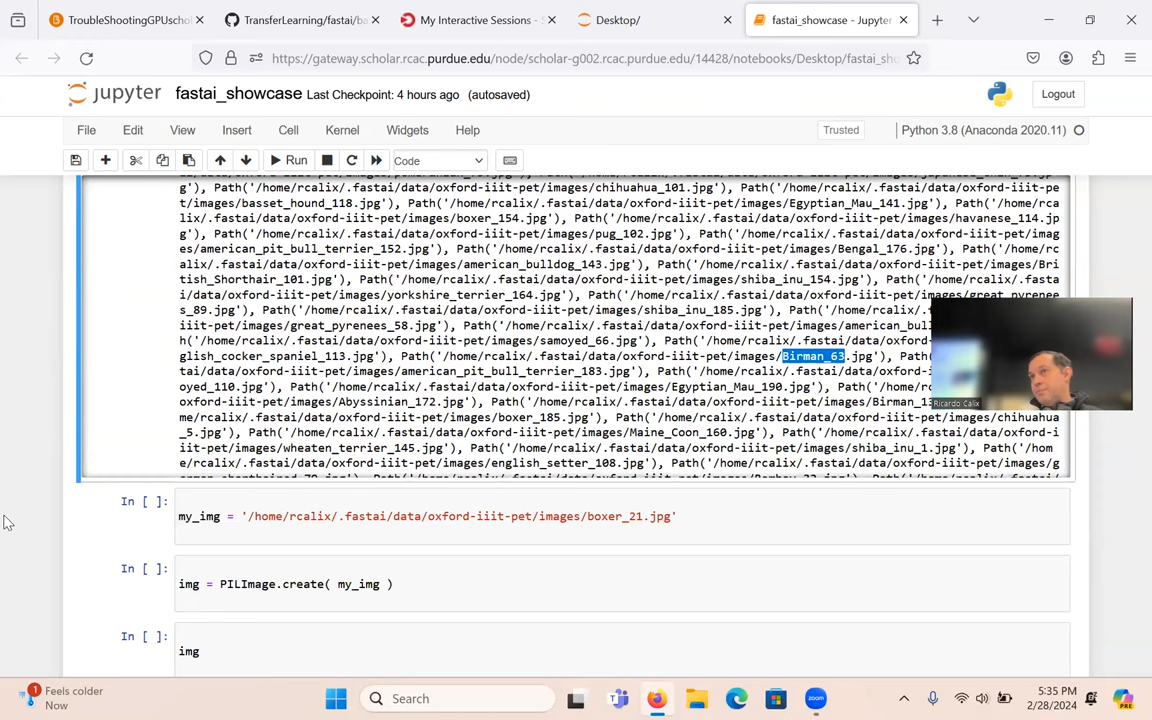 TroubleShootingGPUschol
TransferLearning/fastai/ba
My Interactive Sessions -
Desktop/
fastai_showcase - Jupyter
https://gateway.scholar.rcac.purdue.edu/node/scholar-g002.rcac.purdue.edu/14428/notebooks/Desktop/fastai_sho
jupyter fastai_showcase Last Checkpoint: 4 hours ago (autosaved)
Logout
File Edit View Insert Cell Kernel Widgets Help
Trusted
Python 3.8 (Anaconda 2020.11)
Run
Code
g'), Path('/home/rcalix/.fastai/data/oxford-iiit-pet/images/chihuahua_101.jpg'), Path('/home/rcalix/.fastai/data/oxford-iiit-pe
t/images/basset_hound_118.jpg'), Path('/home/rcalix/.fastai/data/oxford-iiit-pet/images/Egyptian_Mau_141.jpg'), Path('/home/rca
lix/.fastai/data/oxford-iiit-pet/images/boxer_154.jpg'), Path('/home/rcalix/.fastai/data/oxford-iiit-pet/images/havanese_114.jp
g'), Path('/home/rcalix/.fastai/data/oxford-iiit-pet/images/pug_102.jpg'), Path('/home/rcalix/.fastai/data/oxford-iiit-pet/imag
es/american_pit_bull_terrier_152.jpg'), Path('/home/rcalix/.fastai/data/oxford-iiit-pet/images/Bengal_176.jpg'), Path('/home/rc
alix/.fastai/data/oxford-iiit-pet/images/american_bulldog_143.jpg'), Path('/home/rcalix/.fastai/data/oxford-iiit-pet/images/Bri
tish_Shorthair_101.jpg'), Path('/home/rcalix/.fastai/data/oxford-iiit-pet/images/shiba_inu_154.jpg'), Path('/home/rcalix/.fasta
i/data/oxford-iiit-pet/images/yorkshire_terrier_164.jpg'), Path('/home/rcalix/.fastai/data/oxford-iiit-pet/images/great_pyrenee
s_89.jpg'), Path('/home/rcalix/.fastai/data/oxford-iiit-pet/images/shiba_inu_185.jpg'), Path('/home/rcalix/.fastai/data/oxford-
iiit-pet/images/great_pyrenees_58.jpg'), Path('/home/rcalix/.fastai/data/oxford-iiit-pet/images/american_bul
h('/home/rcalix/.fastai/data/oxford-iiit-pet/images/samoyed_66.jpg'), Path('/home/rcalix/.fastai/data/oxford
glish_cocker_spaniel_113.jpg'), Path('/home/rcalix/.fastai/data/oxford-iiit-pet/images/Birman_63.jpg'), Path
tai/data/oxford-iiit-pet/images/american_pit_bull_terrier_183.jpg'), Path('/home/rcalix/.fastai/data/oxford-
oyed_110.jpg'), Path('/home/rcalix/.fastai/data/oxford-iiit-pet/images/Egyptian_Mau_190.jpg'), Path('/home/r
oxford-iiit-pet/images/Abyssinian_172.jpg'), Path('/home/rcalix/.fastai/data/oxford-iiit-pet/images/Birman_1
me/rcalix/.fastai/data/oxford-iiit-pet/images/boxer_185.jpg'), Path('/home/rcalix/.fastai/data/oxford-iiit-pet/images/chihuahua
_5.jpg'), Path('/home/rcalix/.fastai/data/oxford-iiit-pet/images/Maine_Coon_160.jpg'), Path('/home/rcalix/.fastai/data/oxford-i
iit-pet/images/wheaten_terrier_145.jpg'), Path('/home/rcalix/.fastai/data/oxford-iiit-pet/images/shiba_inu_1.jpg'), Path('/hom
e/rcalix/.fastai/data/oxford-iiit-pet/images/english_setter_108.jpg'), Path('/home/rcalix/.fastai/data/oxford-iiit-pet/images/g
Ricardo Calix
In [ ]: my_img = '/home/rcalix/.fastai/data/oxford-iiit-pet/images/boxer_21.jpg'
In [ ]: img = PILImage.create( my_img )
In [ ]: img
1
Feels colder
Now
Search
5:35 PM
2/28/2024
PRE